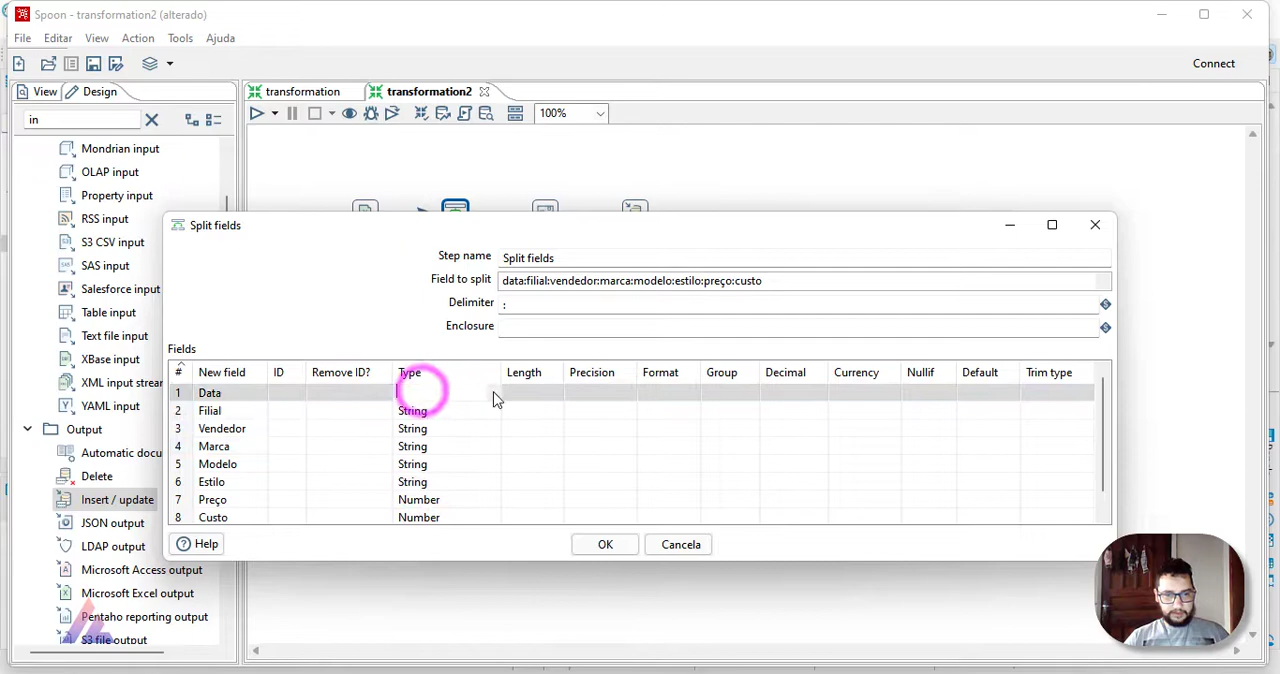 Spoon - transformation2 (alterado)
File Editar View Action Tools Ajuda
Connect
View Design
transformation transformation2
in
100%
Mondrian input
OLAP input
Property input
RSS input
S3 CSV input
SAS input
Salesforce input
Table input
Text file input
XBase input
XML input stream
YAML input
Output
Automatic docu
Delete
Insert / update
JSON output
LDAP output
Microsoft Access output
Microsoft Excel output
Pentaho reporting output
S3 file output
Split fields
Step name Split fields
Field to split data:filial:vendedor:marca:modelo:estilo:preço:custo
Delimiter :
Enclosure
Fields
# New field ID Remove ID? Type Length Precision Format Group Decimal Currency Nullif Default Trim type
1 Data
2 Filial String
3 Vendedor String
4 Marca String
5 Modelo String
6 Estilo String
7 Preço Number
8 Custo Number
Help OK Cancela